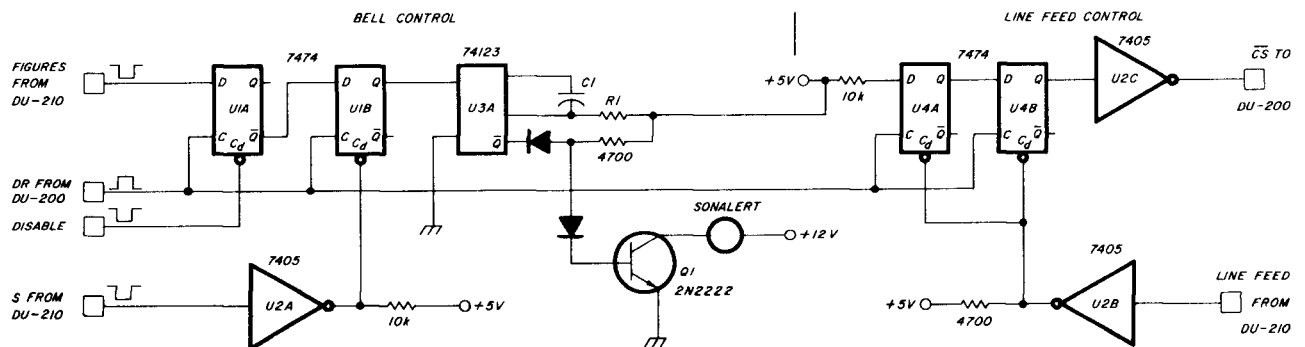 BELL CONTROL
LINE FEED CONTROL
FIGURES
FROM
DU-210
7474
74123
+5V
10k
7474
7405
CS TO
DU-200
D Q
U1A
C Cd Q
D Q
U1B
C Cd Q
U3A
Q
C1
R1
4700
D Q
U4A
C Cd Q
D Q
U4B
C Cd Q
U2C
DR FROM
DU-200
DISABLE
SONALERT
+12V
Q1
2N2222
7405
S FROM
DU-210
U2A
10k
+5V
+5V
4700
7405
U2B
LINE FEED
FROM
DU-210